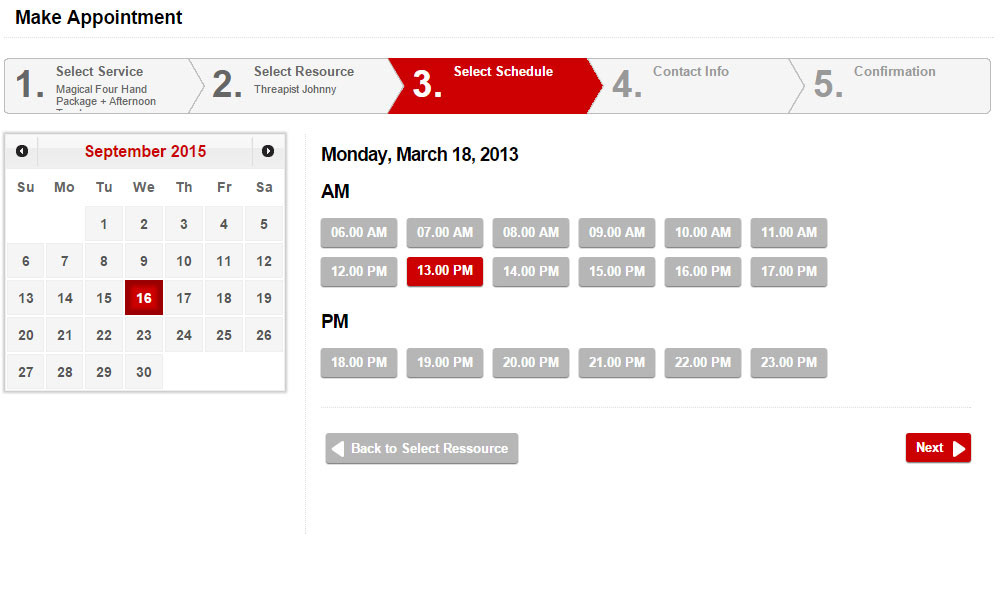 Make Appointment
1. Select Service
Magical Four Hand
Package + Afternoon
2. Select Resource
Threapist Johnny
3. Select Schedule
4. Contact Info
5. Confirmation
September 2015
Su Mo Tu We Th Fr Sa
1 2 3 4 5
6 7 8 9 10 11 12
13 14 15 16 17 18 19
20 21 22 23 24 25 26
27 28 29 30
Monday, March 18, 2013
AM
06.00 AM 07.00 AM 08.00 AM 09.00 AM 10.00 AM 11.00 AM
12.00 PM 13.00 PM 14.00 PM 15.00 PM 16.00 PM 17.00 PM
PM
18.00 PM 19.00 PM 20.00 PM 21.00 PM 22.00 PM 23.00 PM
Back to Select Ressource
Next